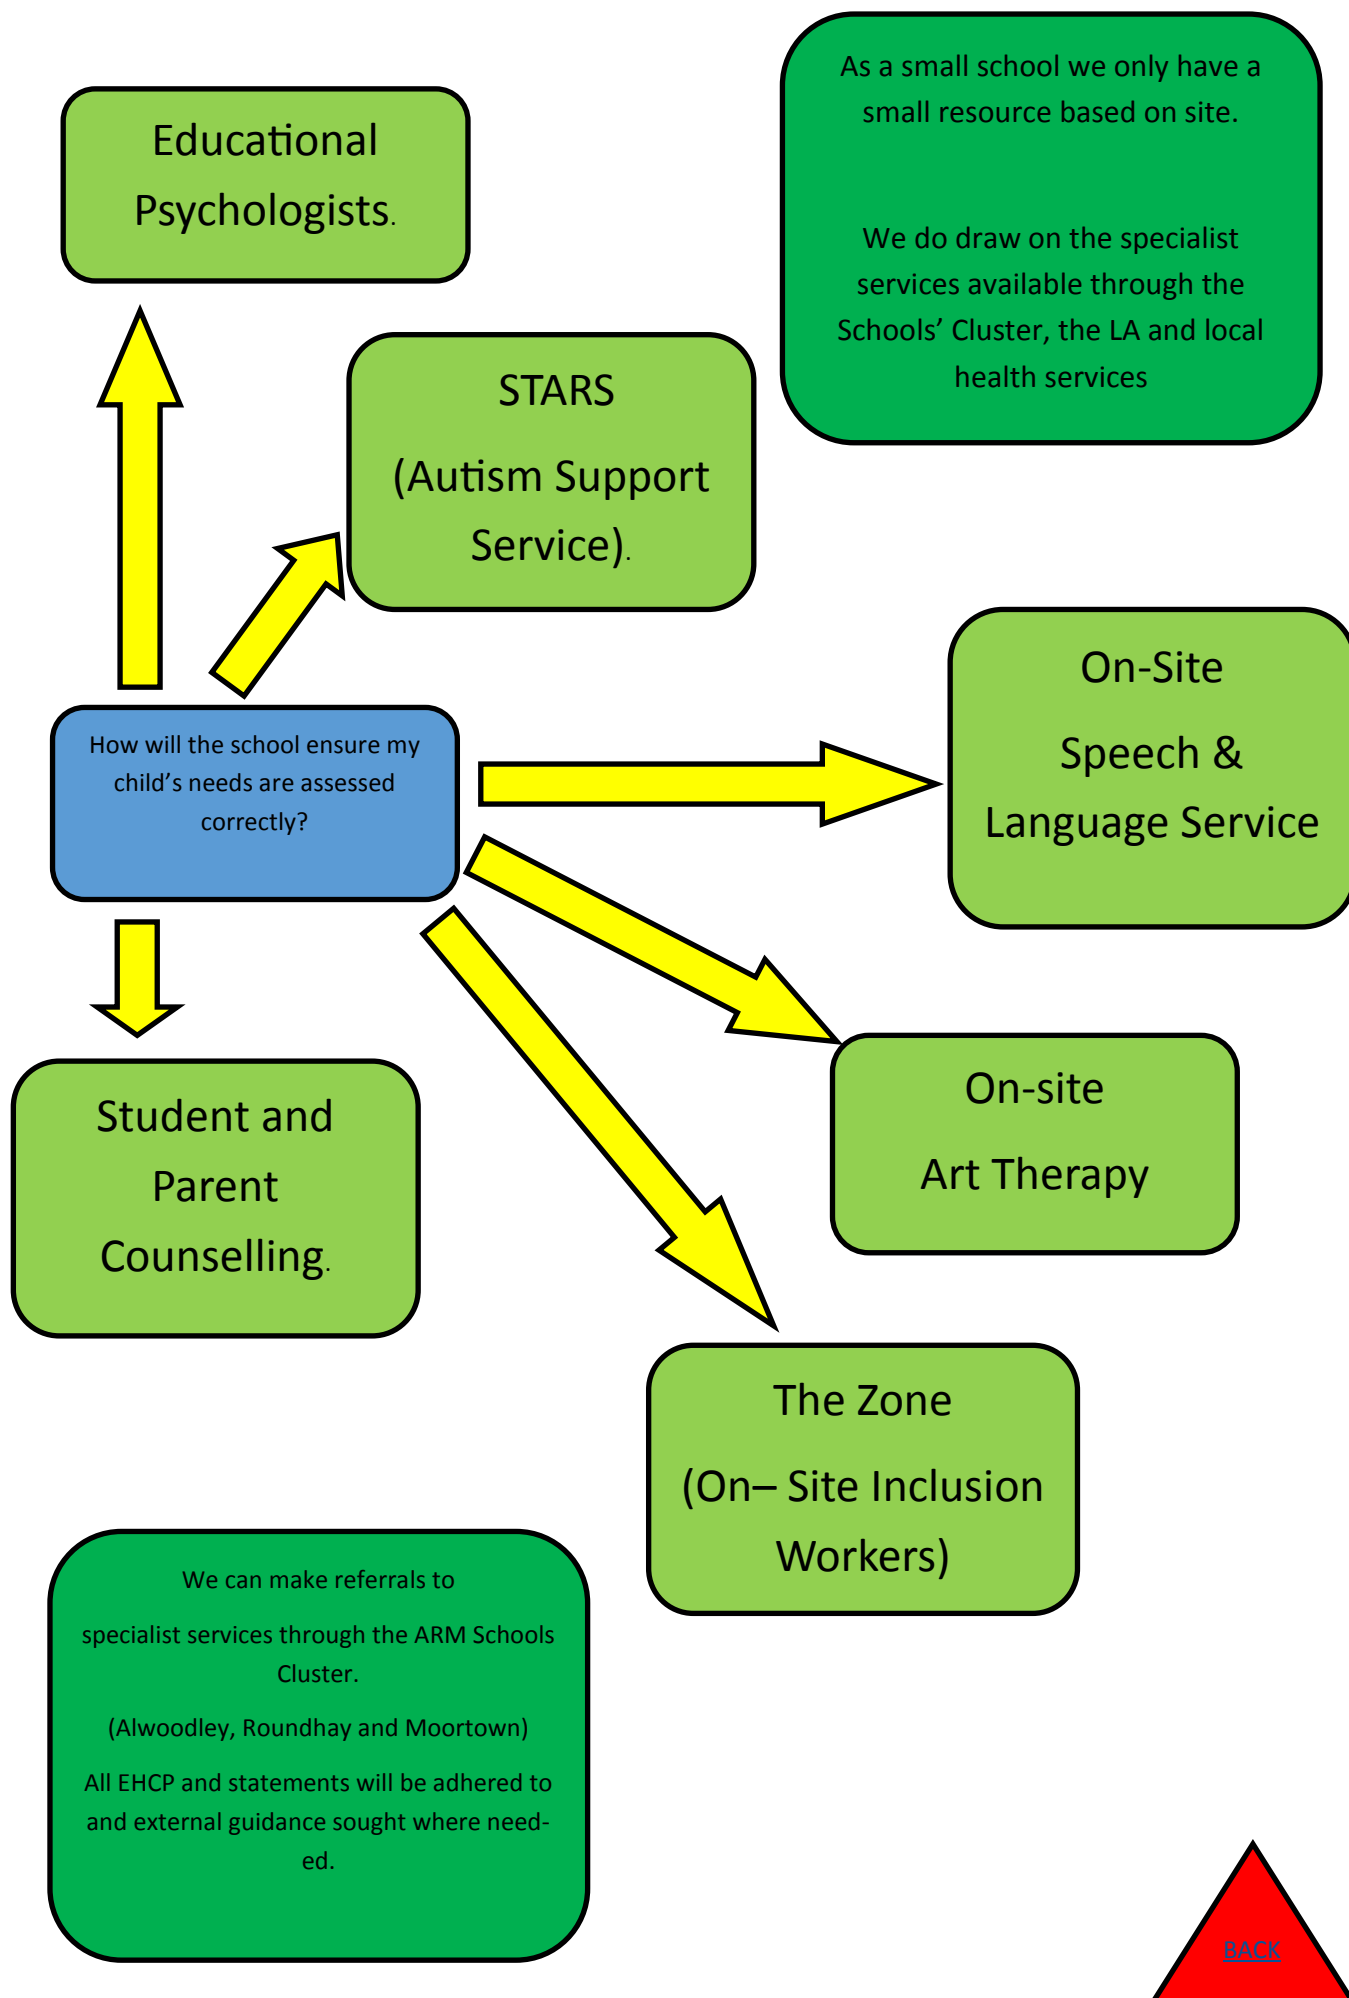 As a small school we only have a
small resource based on site.
We do draw on the specialist
services available through the
Schools’ Cluster, the LA and local
health services
Educational
Psychologists.
STARS
(Autism Support
Service).
On-Site
Speech &
Language Service
How will the school ensure my
child’s needs are assessed
correctly?
On-site
Art Therapy
Student and
Parent
Counselling.
The Zone
(On– Site Inclusion
Workers)
We can make referrals to
specialist services through the ARM Schools
Cluster.
(Alwoodley, Roundhay and Moortown)
All EHCP and statements will be adhered to
and external guidance sought where need-
ed.
BACK